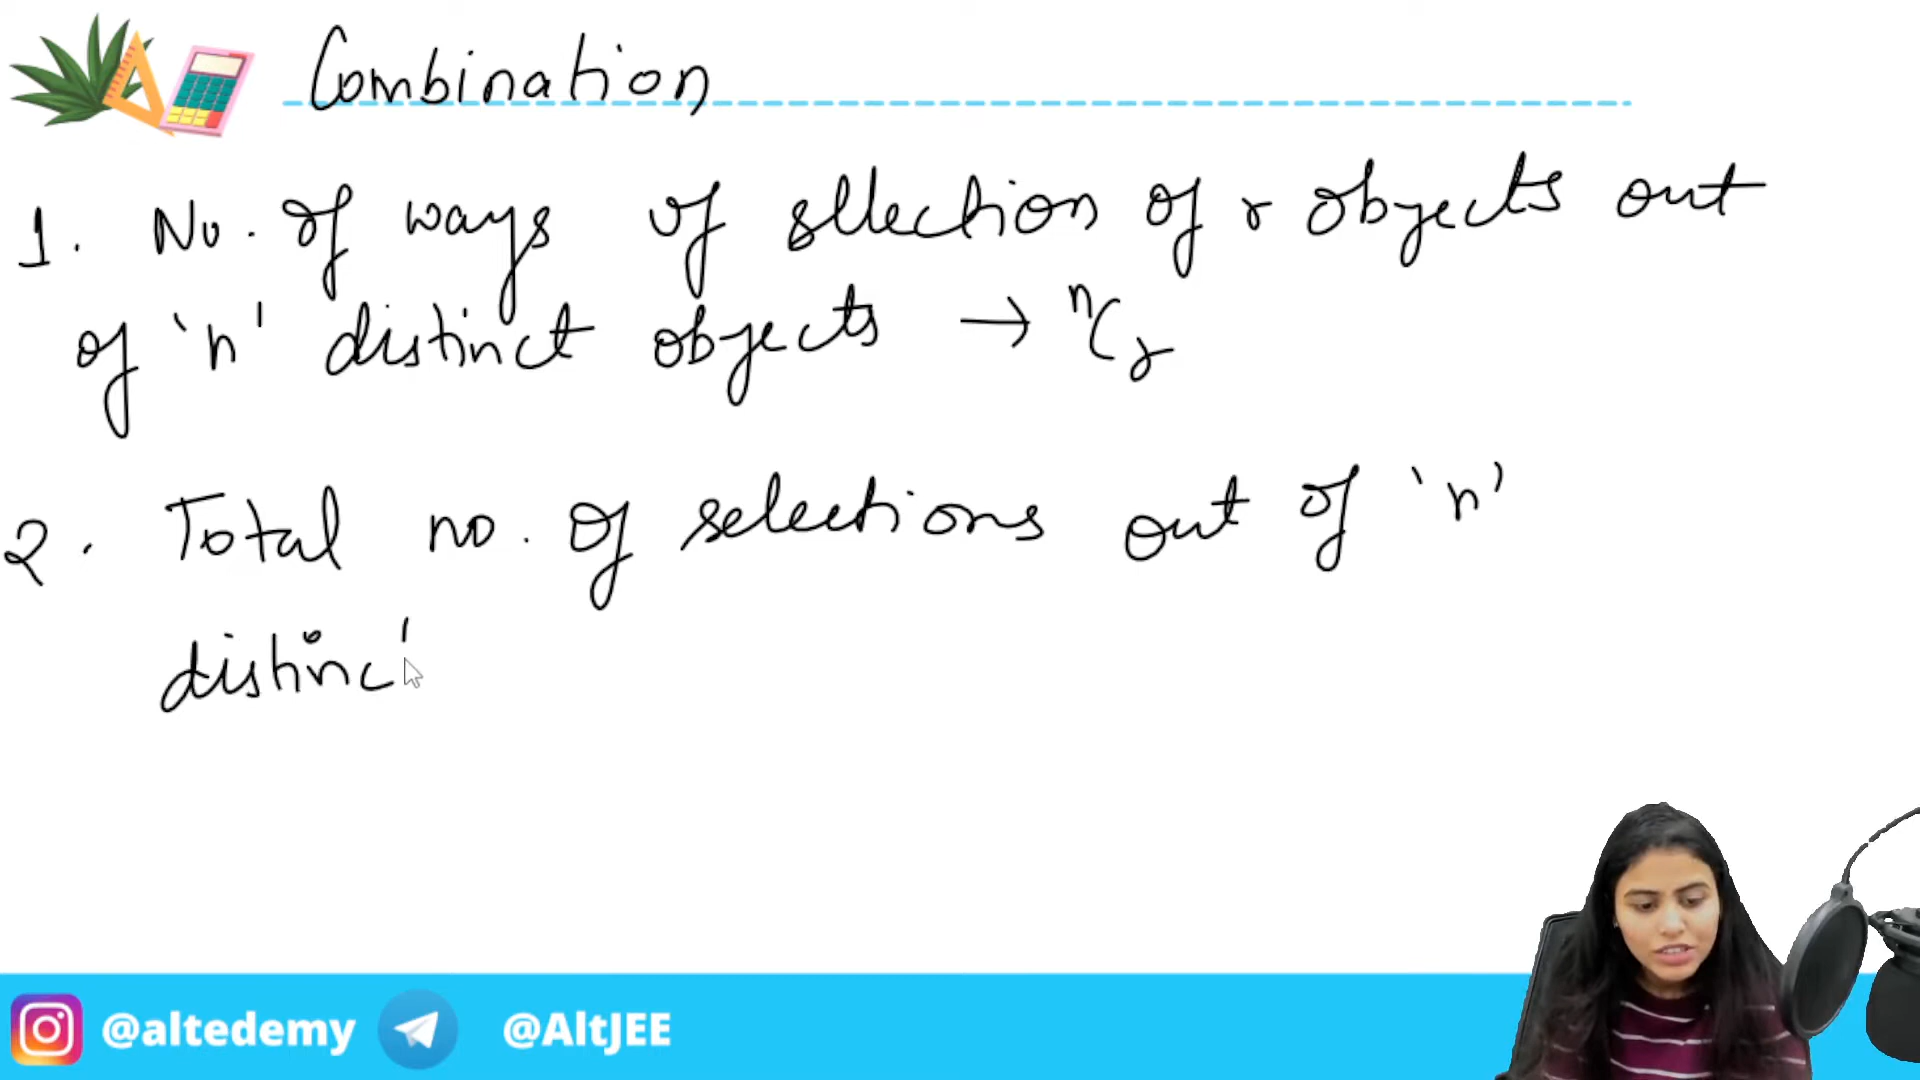 Combination
1. No. of ways of sllection of r objects out
of 'n' distinct objects → ⁿCᵣ
2. Total no. of selections out of 'n'
distinc
@altedemy @AltJEE